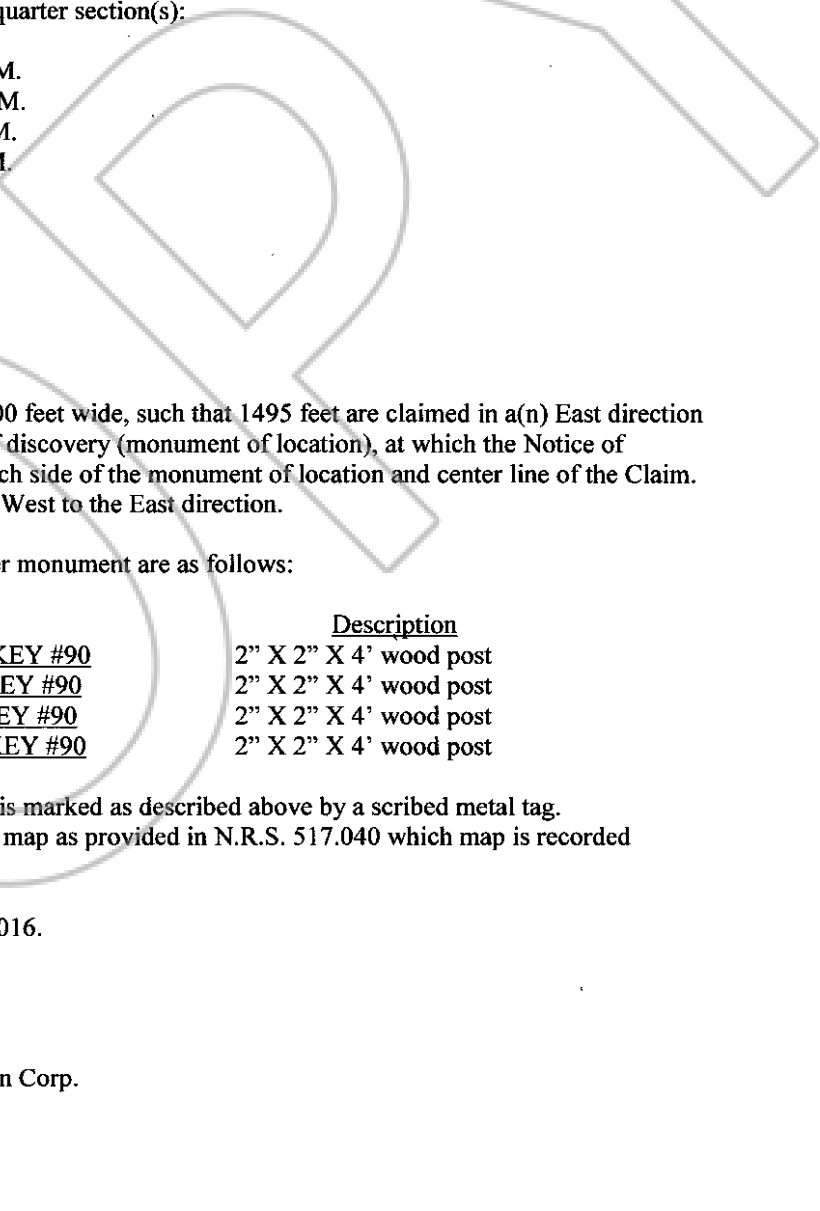 quarter section(s):
M.
M.
M.
M.
00 feet wide, such that 1495 feet are claimed in a(n) East direction
f discovery (monument of location), at which the Notice of
ch side of the monument of location and center line of the Claim.
West to the East direction.
er monument are as follows:
Description
KEY #90 2” X 2” X 4’ wood post
EY #90 2” X 2” X 4’ wood post
EY #90 2” X 2” X 4’ wood post
KEY #90 2” X 2” X 4’ wood post
is marked as described above by a scribed metal tag.
map as provided in N.R.S. 517.040 which map is recorded
016.
n Corp.